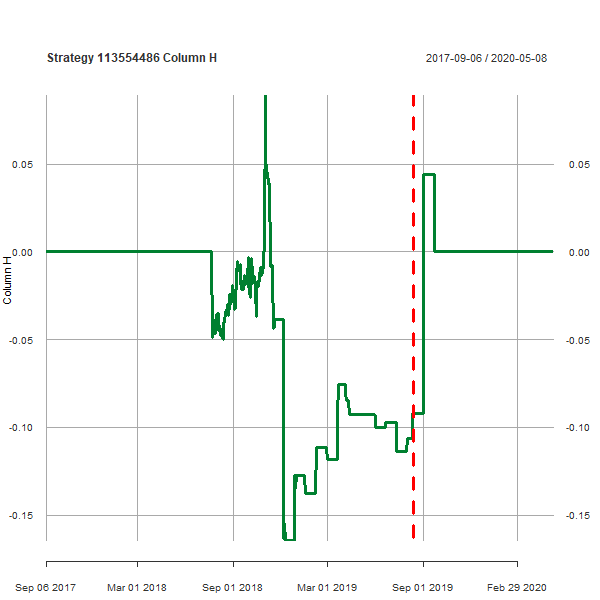 Strategy 113554486 Column H
2017-09-06 / 2020-05-08
Column H
0.05
0.00
-0.05
-0.10
-0.15
0.05
0.00
-0.05
-0.10
-0.15
Sep 06 2017
Mar 01 2018
Sep 01 2018
Mar 01 2019
Sep 01 2019
Feb 29 2020